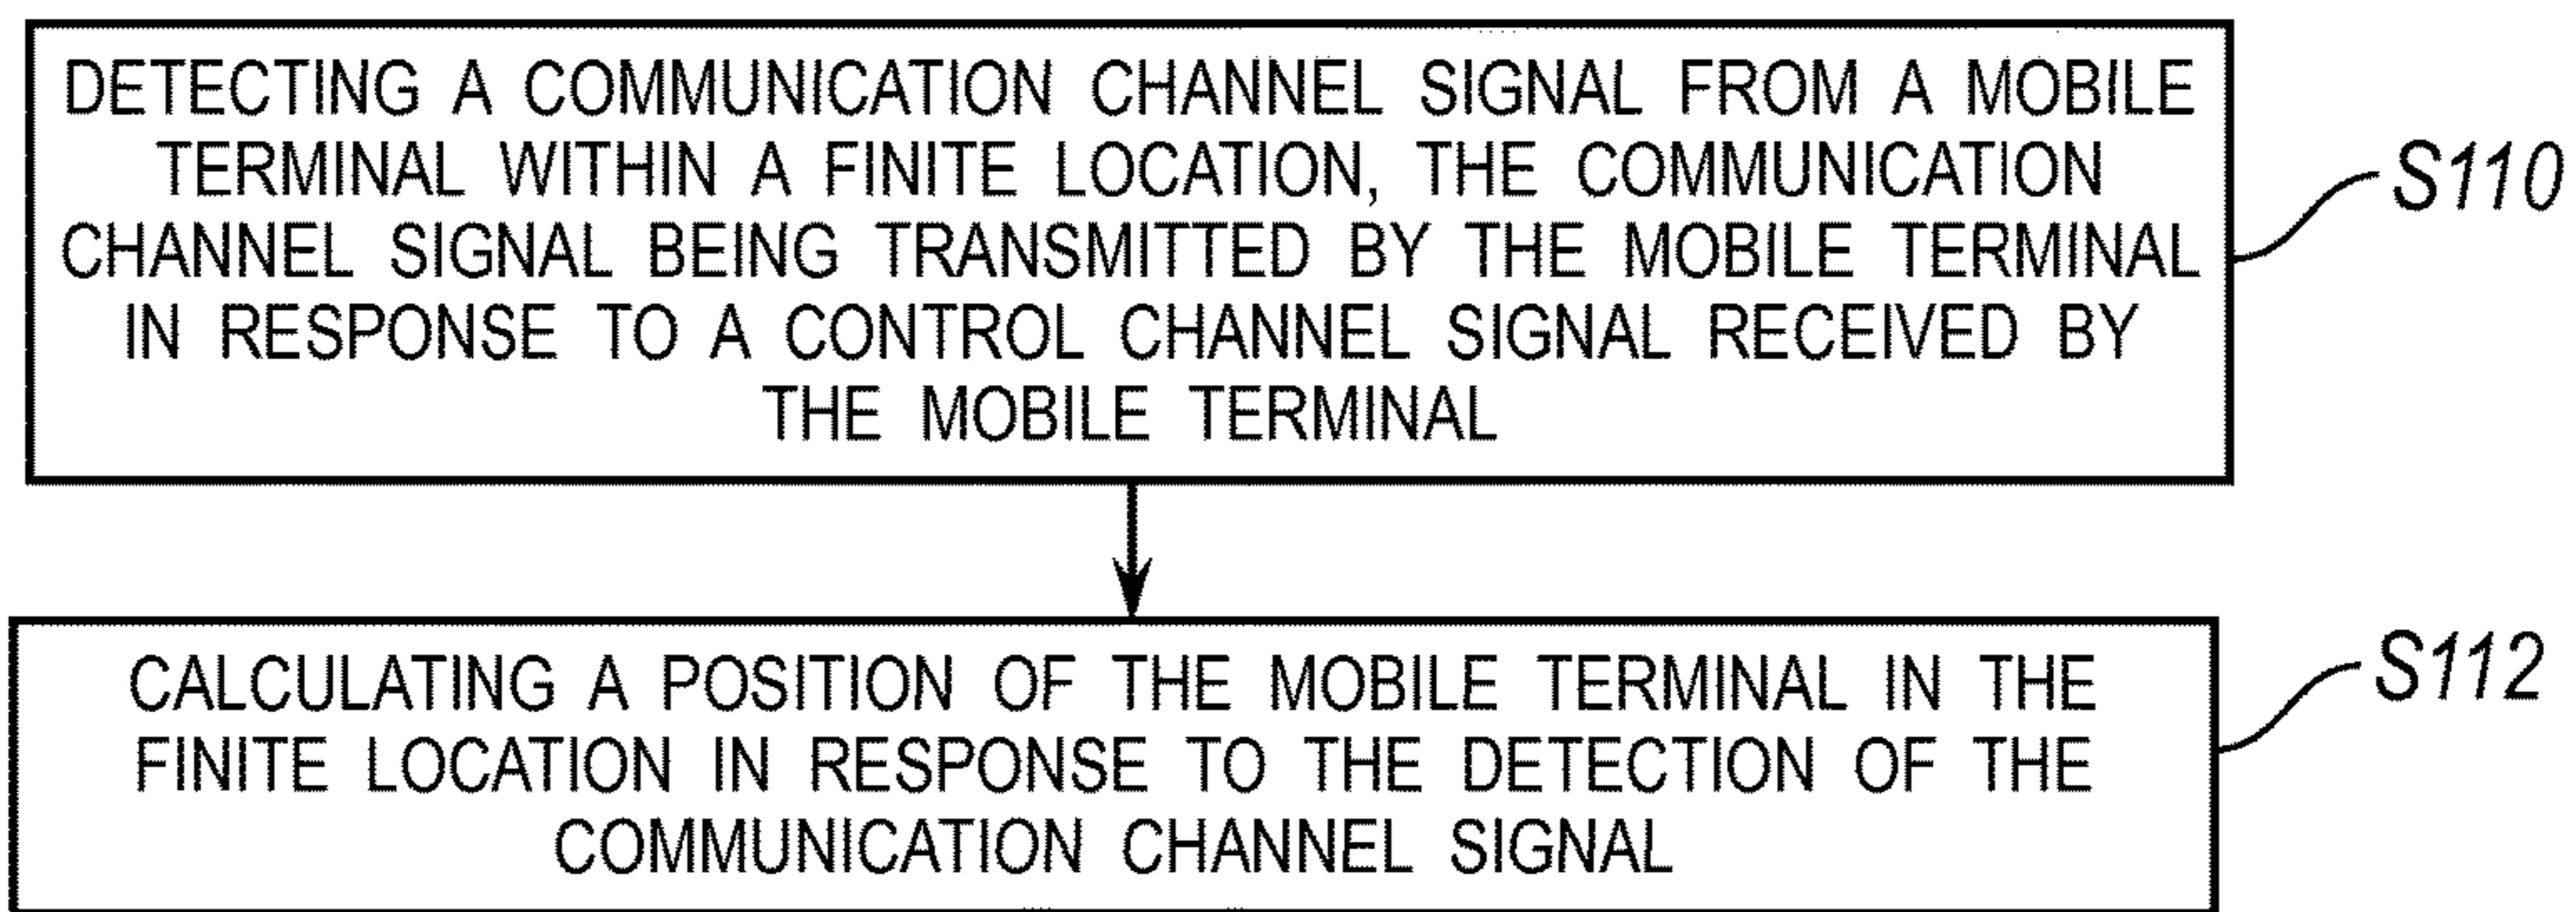 DETECTING A COMMUNICATION CHANNEL SIGNAL FROM A MOBILE
TERMINAL WITHIN A FINITE LOCATION, THE COMMUNICATION
CHANNEL SIGNAL BEING TRANSMITTED BY THE MOBILE TERMINAL
IN RESPONSE TO A CONTROL CHANNEL SIGNAL RECEIVED BY
THE MOBILE TERMINAL
S110
CALCULATING A POSITION OF THE MOBILE TERMINAL IN THE
FINITE LOCATION IN RESPONSE TO THE DETECTION OF THE
COMMUNICATION CHANNEL SIGNAL
S112